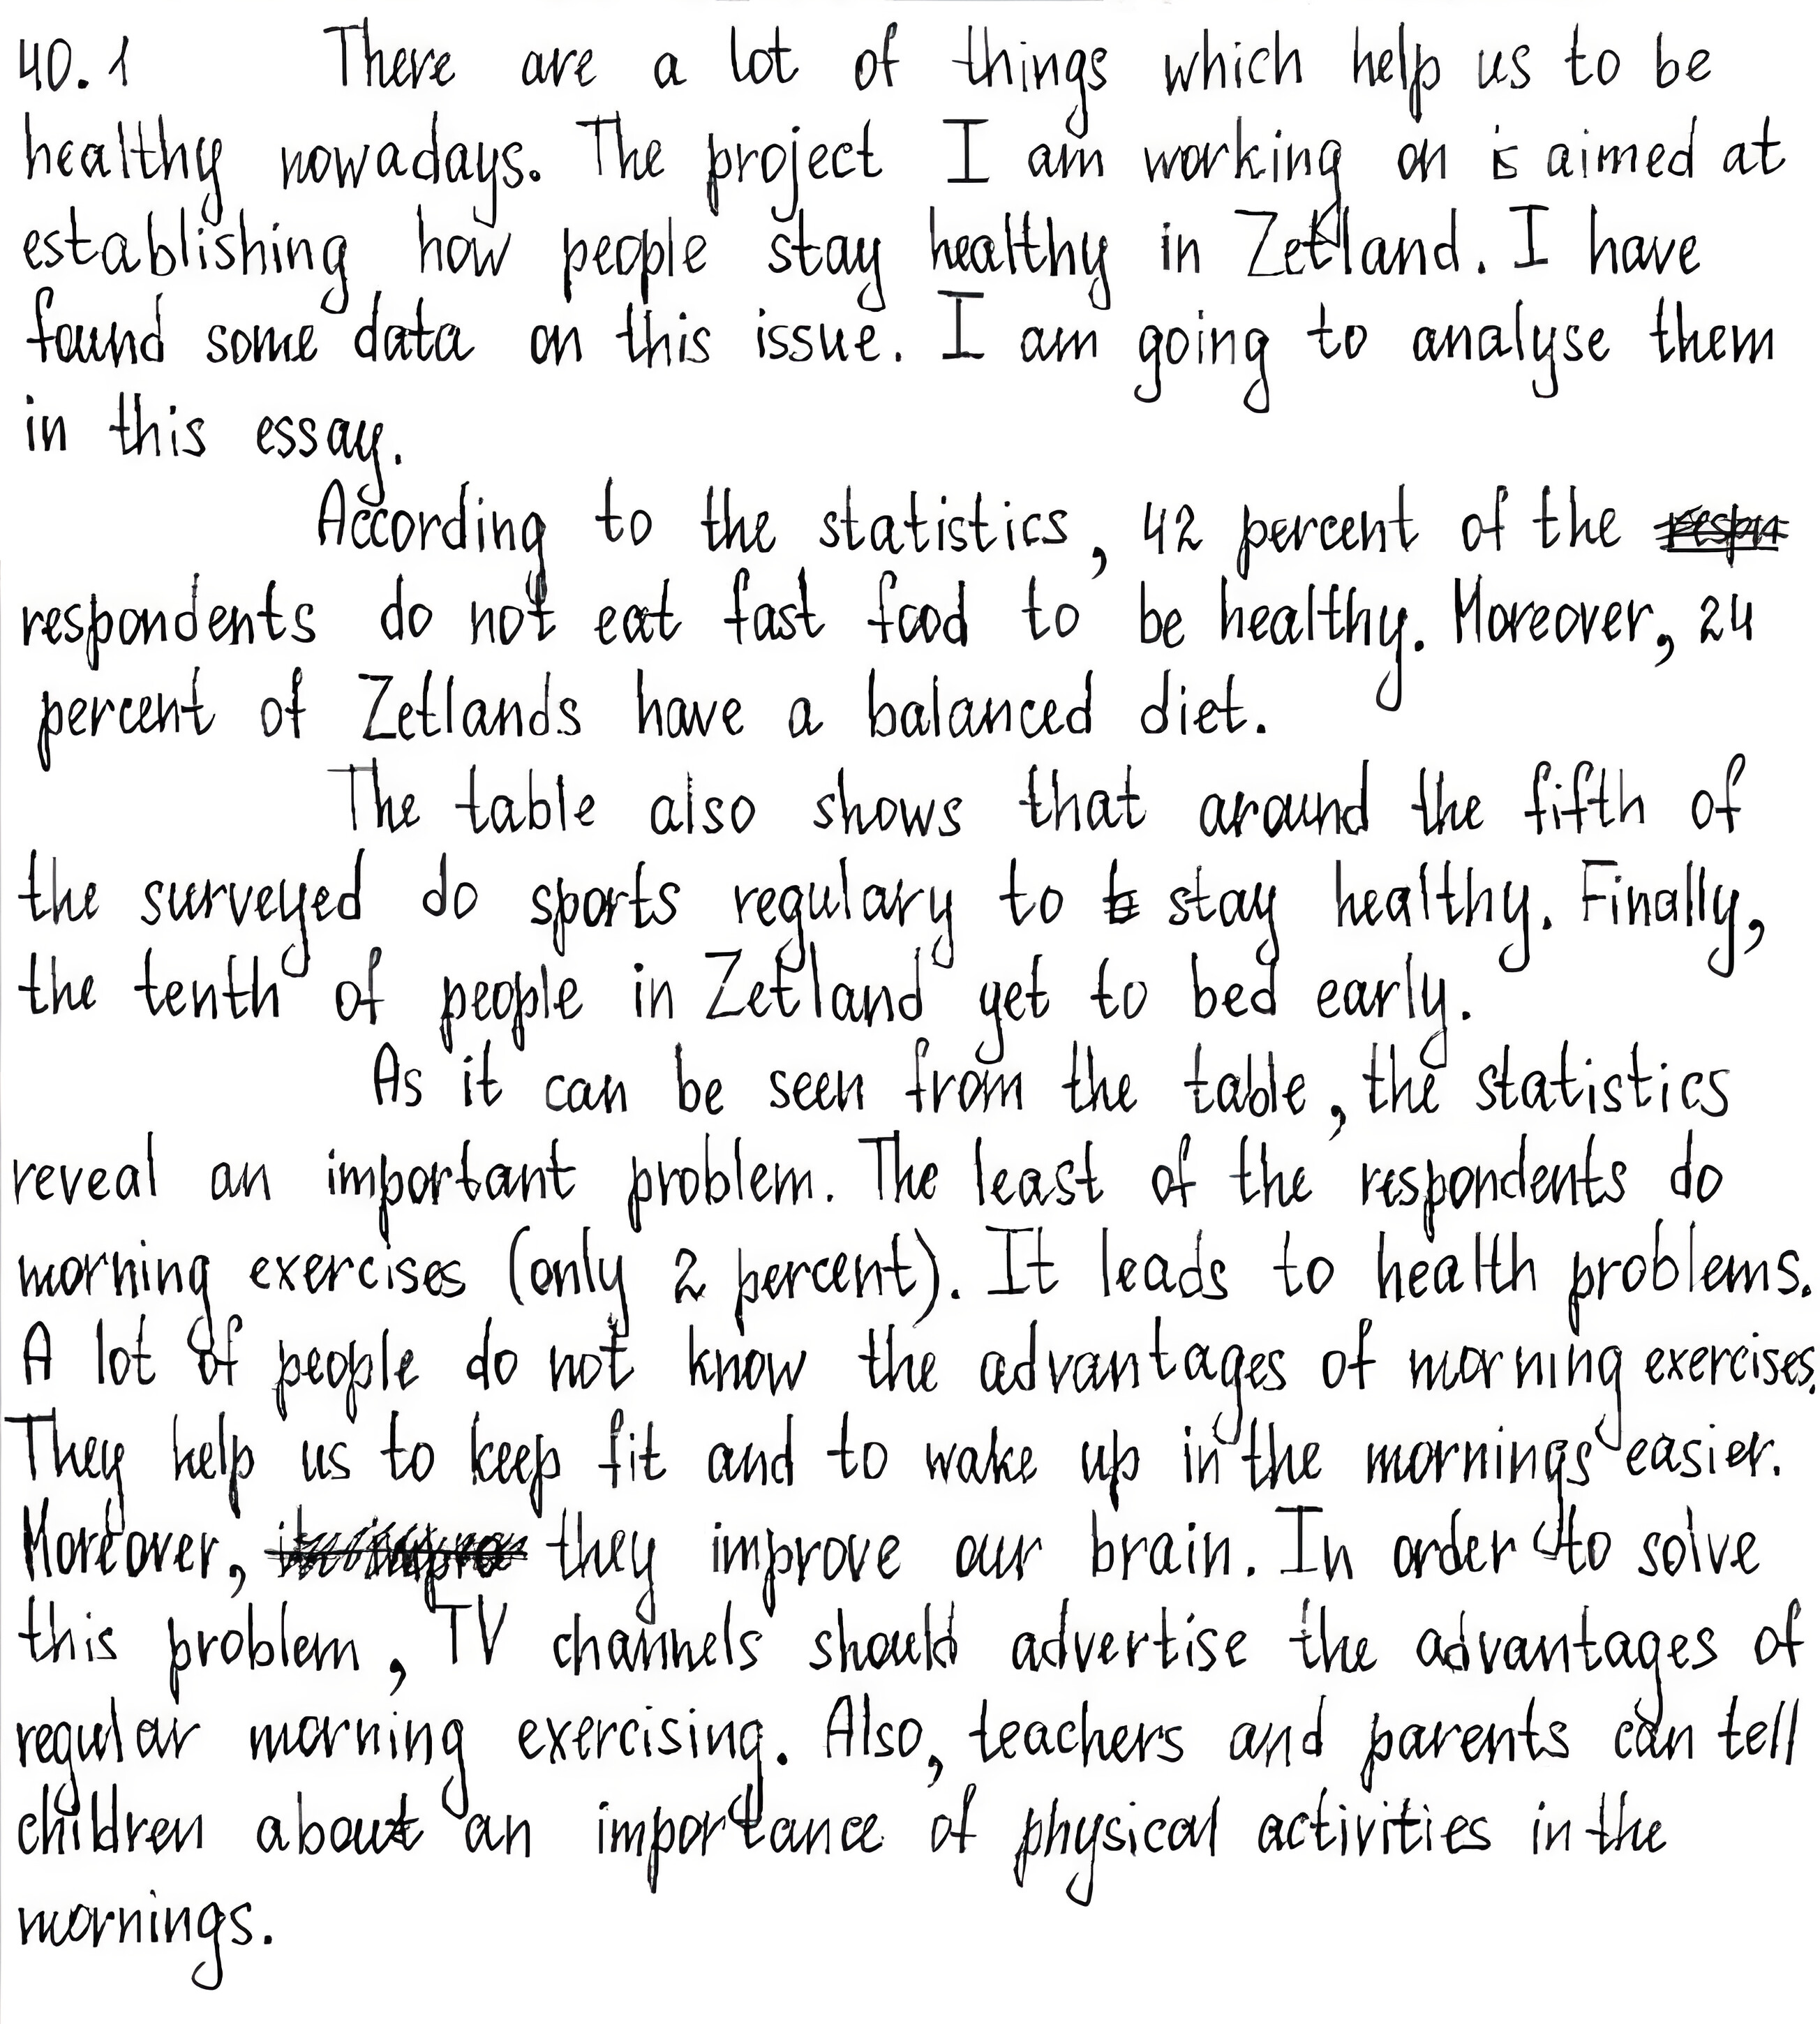 40.1 There are a lot of things which help us to be
healthy nowadays. The project I am working on is aimed at
establishing how people stay healthy in Zetland. I have
found some data on this issue. I am going to analyse them
in this essay.
According to the statistics, 42 percent of the
respondents do not eat fast food to be healthy. Moreover, 24
percent of Zetlands have a balanced diet.
The table also shows that around the fifth of
the surveyed do sports regulary to stay healthy. Finally,
the tenth of people in Zetland get to bed early.
As it can be seen from the table, the statistics
reveal an important problem. The least of the respondents do
morning exercises (only 2 percent). It leads to health problems.
A lot of people do not know the advantages of morning exercises.
They help us to keep fit and to wake up in the mornings easier.
Moreover, they improve our brain. In order to solve
this problem, TV channels should advertise the advantages of
regular morning exercising. Also, teachers and parents can tell
children about an importance of physical activities in the
mornings.